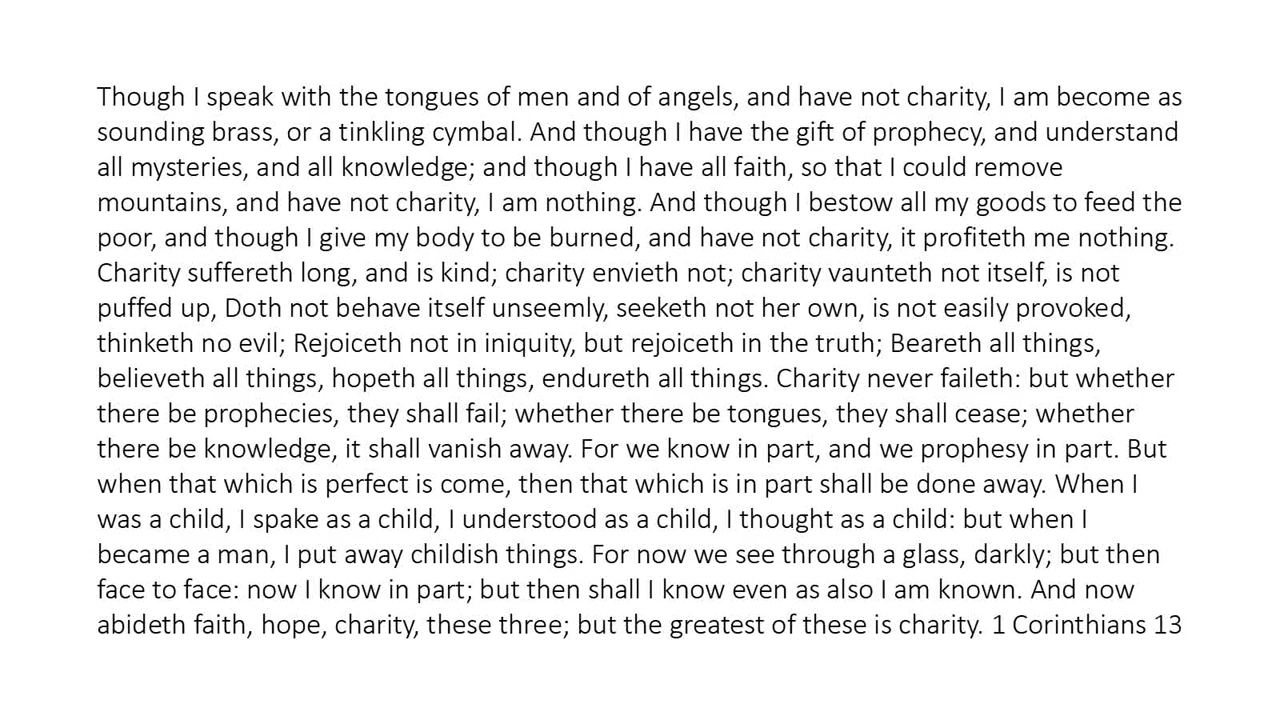 Though I speak with the tongues of men and of angels, and have not charity, I am become as
sounding brass, or a tinkling cymbal. And though I have the gift of prophecy, and understand
all mysteries, and all knowledge; and though I have all faith, so that I could remove
mountains, and have not charity, I am nothing. And though I bestow all my goods to feed the
poor, and though I give my body to be burned, and have not charity, it profiteth me nothing.
Charity suffereth long, and is kind; charity envieth not; charity vaunteth not itself, is not
puffed up, Doth not behave itself unseemly, seeketh not her own, is not easily provoked,
thinketh no evil; Rejoiceth not in iniquity, but rejoiceth in the truth; Beareth all things,
believeth all things, hopeth all things, endureth all things. Charity never faileth: but whether
there be prophecies, they shall fail; whether there be tongues, they shall cease; whether
there be knowledge, it shall vanish away. For we know in part, and we prophesy in part. But
when that which is perfect is come, then that which is in part shall be done away. When I
was a child, I spake as a child, I understood as a child, I thought as a child: but when I
became a man, I put away childish things. For now we see through a glass, darkly; but then
face to face: now I know in part; but then shall I know even as also I am known. And now
abideth faith, hope, charity, these three; but the greatest of these is charity. 1 Corinthians 13